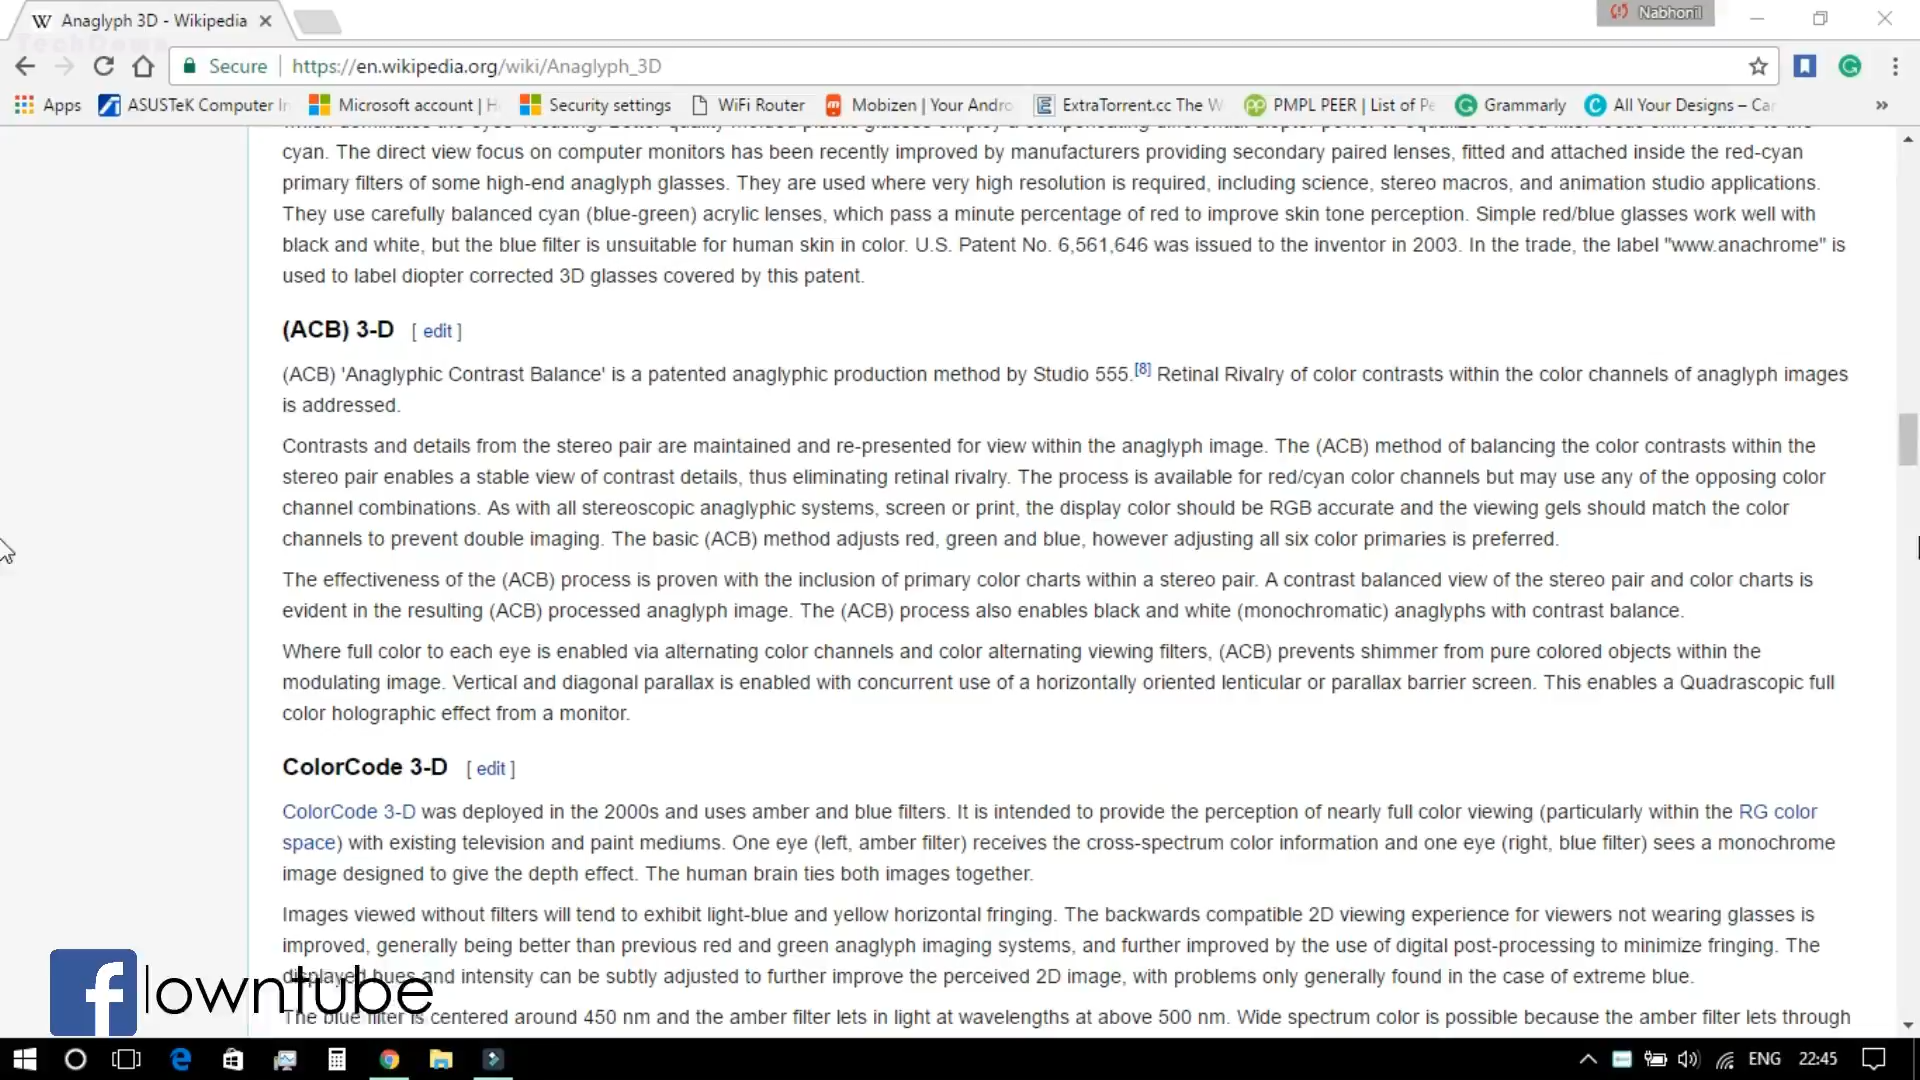 Anaglyph 3D - Wikipedia
Nabhonil
TechDown
Secure
https://en.wikipedia.org/wiki/Anaglyph_3D
Apps
ASUSTeK Computer In
Microsoft account | H
Security settings
WiFi Router
Mobizen | Your Andro
ExtraTorrent.cc The W
PMPL PEER | List of Pe
Grammarly
All Your Designs – Can
»
cyan. The direct view focus on computer monitors has been recently improved by manufacturers providing secondary paired lenses, fitted and attached inside the red-cyan
primary filters of some high-end anaglyph glasses. They are used where very high resolution is required, including science, stereo macros, and animation studio applications.
They use carefully balanced cyan (blue-green) acrylic lenses, which pass a minute percentage of red to improve skin tone perception. Simple red/blue glasses work well with
black and white, but the blue filter is unsuitable for human skin in color. U.S. Patent No. 6,561,646 was issued to the inventor in 2003. In the trade, the label "www.anachrome" is
used to label diopter corrected 3D glasses covered by this patent.
(ACB) 3-D [ edit ]
(ACB) 'Anaglyphic Contrast Balance' is a patented anaglyphic production method by Studio 555.[8] Retinal Rivalry of color contrasts within the color channels of anaglyph images
is addressed.
Contrasts and details from the stereo pair are maintained and re-presented for view within the anaglyph image. The (ACB) method of balancing the color contrasts within the
stereo pair enables a stable view of contrast details, thus eliminating retinal rivalry. The process is available for red/cyan color channels but may use any of the opposing color
channel combinations. As with all stereoscopic anaglyphic systems, screen or print, the display color should be RGB accurate and the viewing gels should match the color
channels to prevent double imaging. The basic (ACB) method adjusts red, green and blue, however adjusting all six color primaries is preferred.
The effectiveness of the (ACB) process is proven with the inclusion of primary color charts within a stereo pair. A contrast balanced view of the stereo pair and color charts is
evident in the resulting (ACB) processed anaglyph image. The (ACB) process also enables black and white (monochromatic) anaglyphs with contrast balance.
Where full color to each eye is enabled via alternating color channels and color alternating viewing filters, (ACB) prevents shimmer from pure colored objects within the
modulating image. Vertical and diagonal parallax is enabled with concurrent use of a horizontally oriented lenticular or parallax barrier screen. This enables a Quadrascopic full
color holographic effect from a monitor.
ColorCode 3-D [ edit ]
ColorCode 3-D was deployed in the 2000s and uses amber and blue filters. It is intended to provide the perception of nearly full color viewing (particularly within the RG color
space) with existing television and paint mediums. One eye (left, amber filter) receives the cross-spectrum color information and one eye (right, blue filter) sees a monochrome
image designed to give the depth effect. The human brain ties both images together.
Images viewed without filters will tend to exhibit light-blue and yellow horizontal fringing. The backwards compatible 2D viewing experience for viewers not wearing glasses is
improved, generally being better than previous red and green anaglyph imaging systems, and further improved by the use of digital post-processing to minimize fringing. The
displayed hues and intensity can be subtly adjusted to further improve the perceived 2D image, with problems only generally found in the case of extreme blue.
The blue filter is centered around 450 nm and the amber filter lets in light at wavelengths at above 500 nm. Wide spectrum color is possible because the amber filter lets through
f
owntube
ENG
22:45